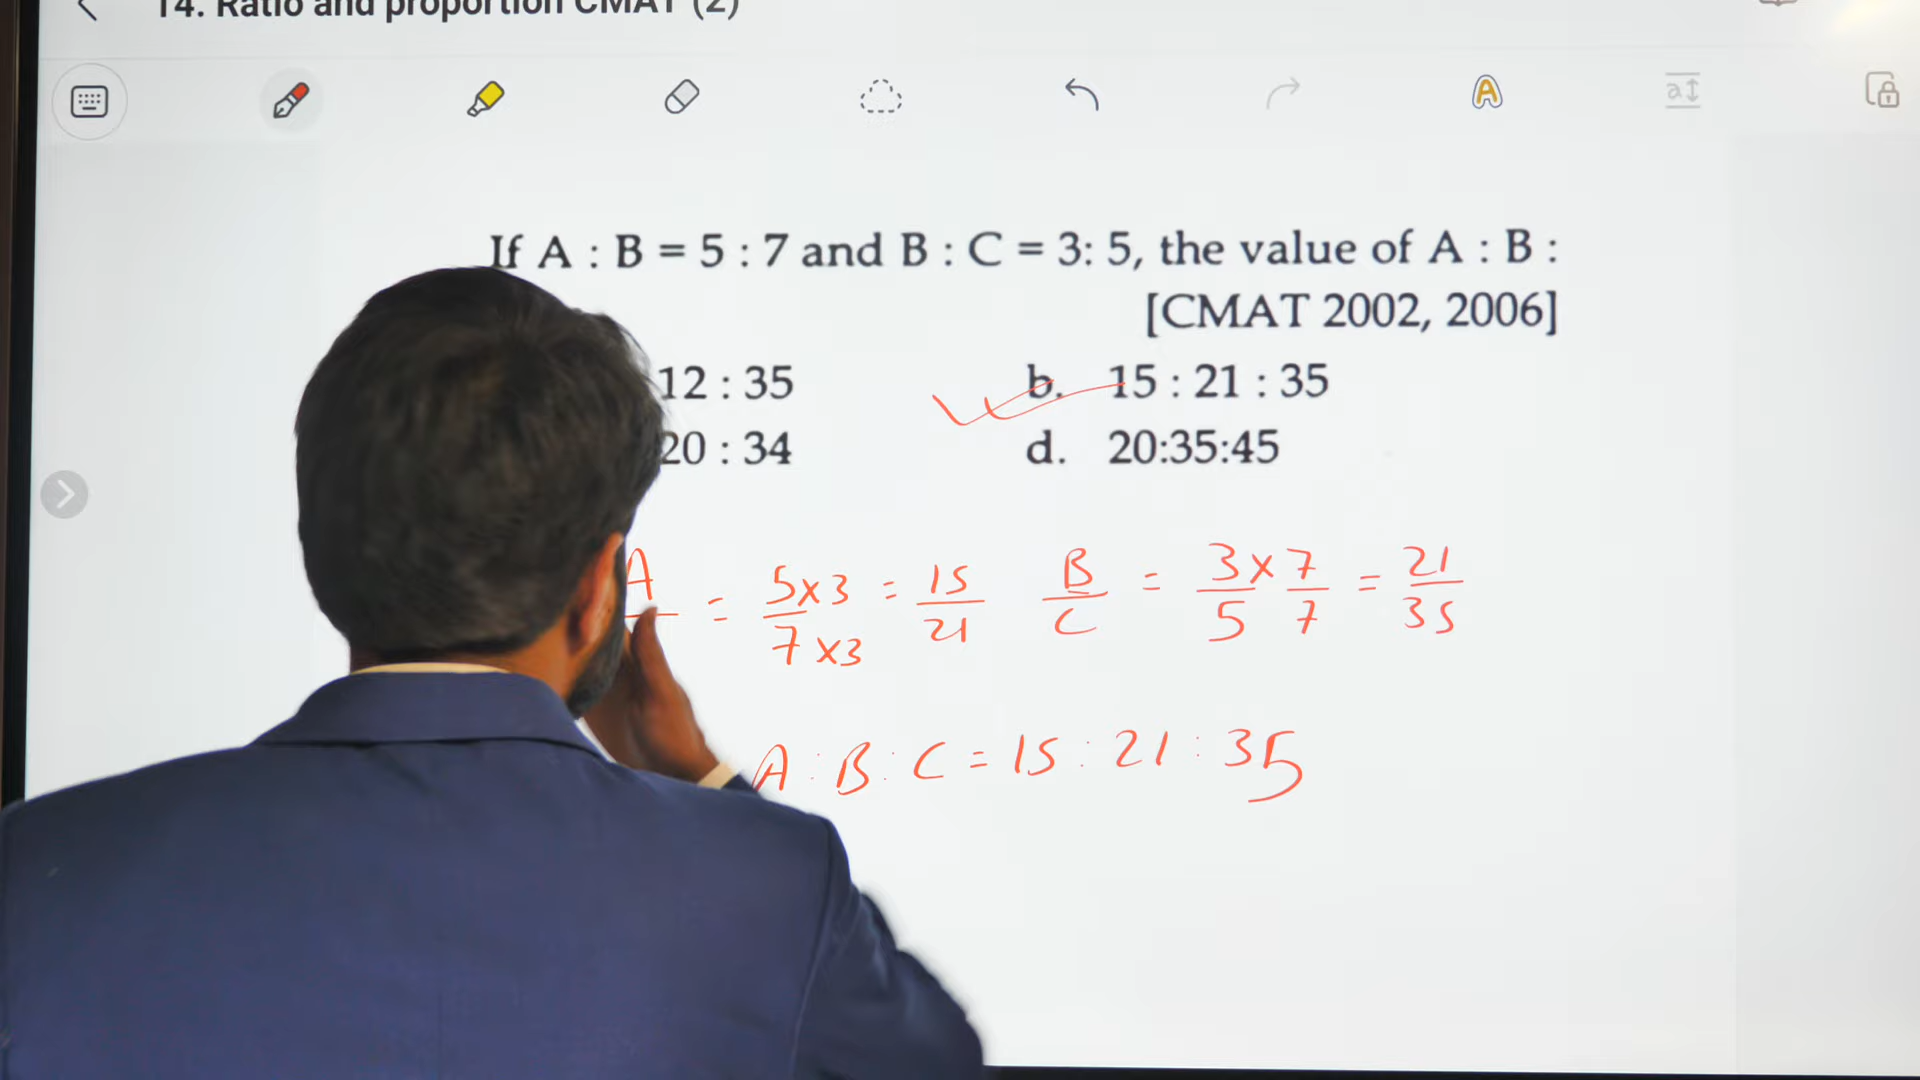 14. Ratio and proportion CMAT (2)
If A : B = 5 : 7 and B : C = 3: 5, the value of A : B :
[CMAT 2002, 2006]
12 : 35 b. 15 : 21 : 35
20 : 34 d. 20:35:45
A = 5x3/7x3 = 15/21 B/C = 3/5 x 7/7 = 21/35
A : B : C = 15 : 21 : 35